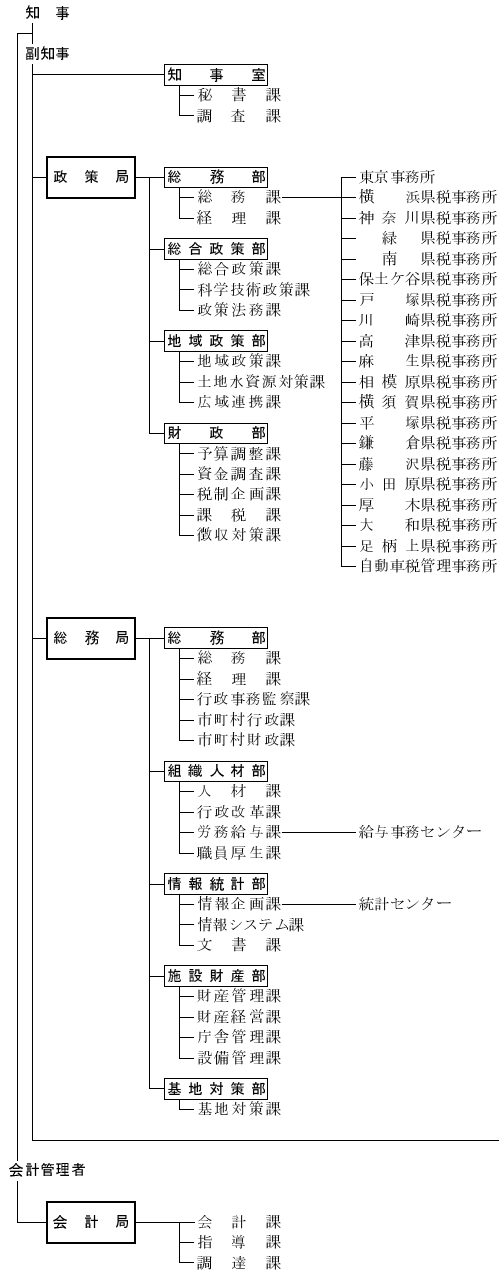 知事
副知事
知事室
秘書課
調査課
政策局
総務部
総務課
経理課
東京事務所
横浜県税事務所
神奈川県税事務所
緑県税事務所
南県税事務所
保土ケ谷県税事務所
戸塚県税事務所
川崎県税事務所
高津県税事務所
麻生県税事務所
相模原県税事務所
横須賀県税事務所
平塚県税事務所
鎌倉県税事務所
藤沢県税事務所
小田原県税事務所
厚木県税事務所
大和県税事務所
足柄上県税事務所
自動車税管理事務所
総合政策部
総合政策課
科学技術政策課
政策法務課
地域政策部
地域政策課
土地水資源対策課
広域連携課
財政部
予算調整課
資金調査課
税制企画課
課税課
徴収対策課
総務局
総務部
総務課
経理課
行政事務監察課
市町村行政課
市町村財政課
組織人材部
人材課
行政改革課
労務給与課
給与事務センター
職員厚生課
情報統計部
情報企画課
統計センター
情報システム課
文書課
施設財産部
財産管理課
財産経営課
庁舎管理課
設備管理課
基地対策部
基地対策課
会計管理者
会計局
会計課
指導課
調達課